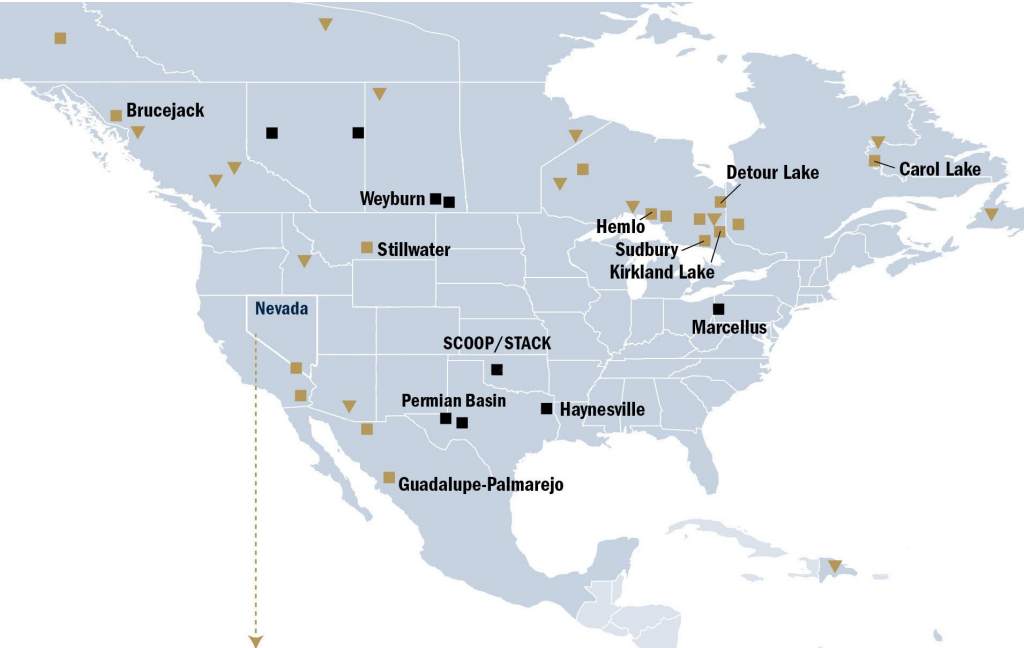 Brucejack
Detour Lake
Carol Lake
Weyburn
Hemlo
Sudbury
Stillwater
Kirkland Lake
Nevada
Marcellus
SCOOP/STACK
Permian Basin
Haynesville
Guadalupe-Palmarejo